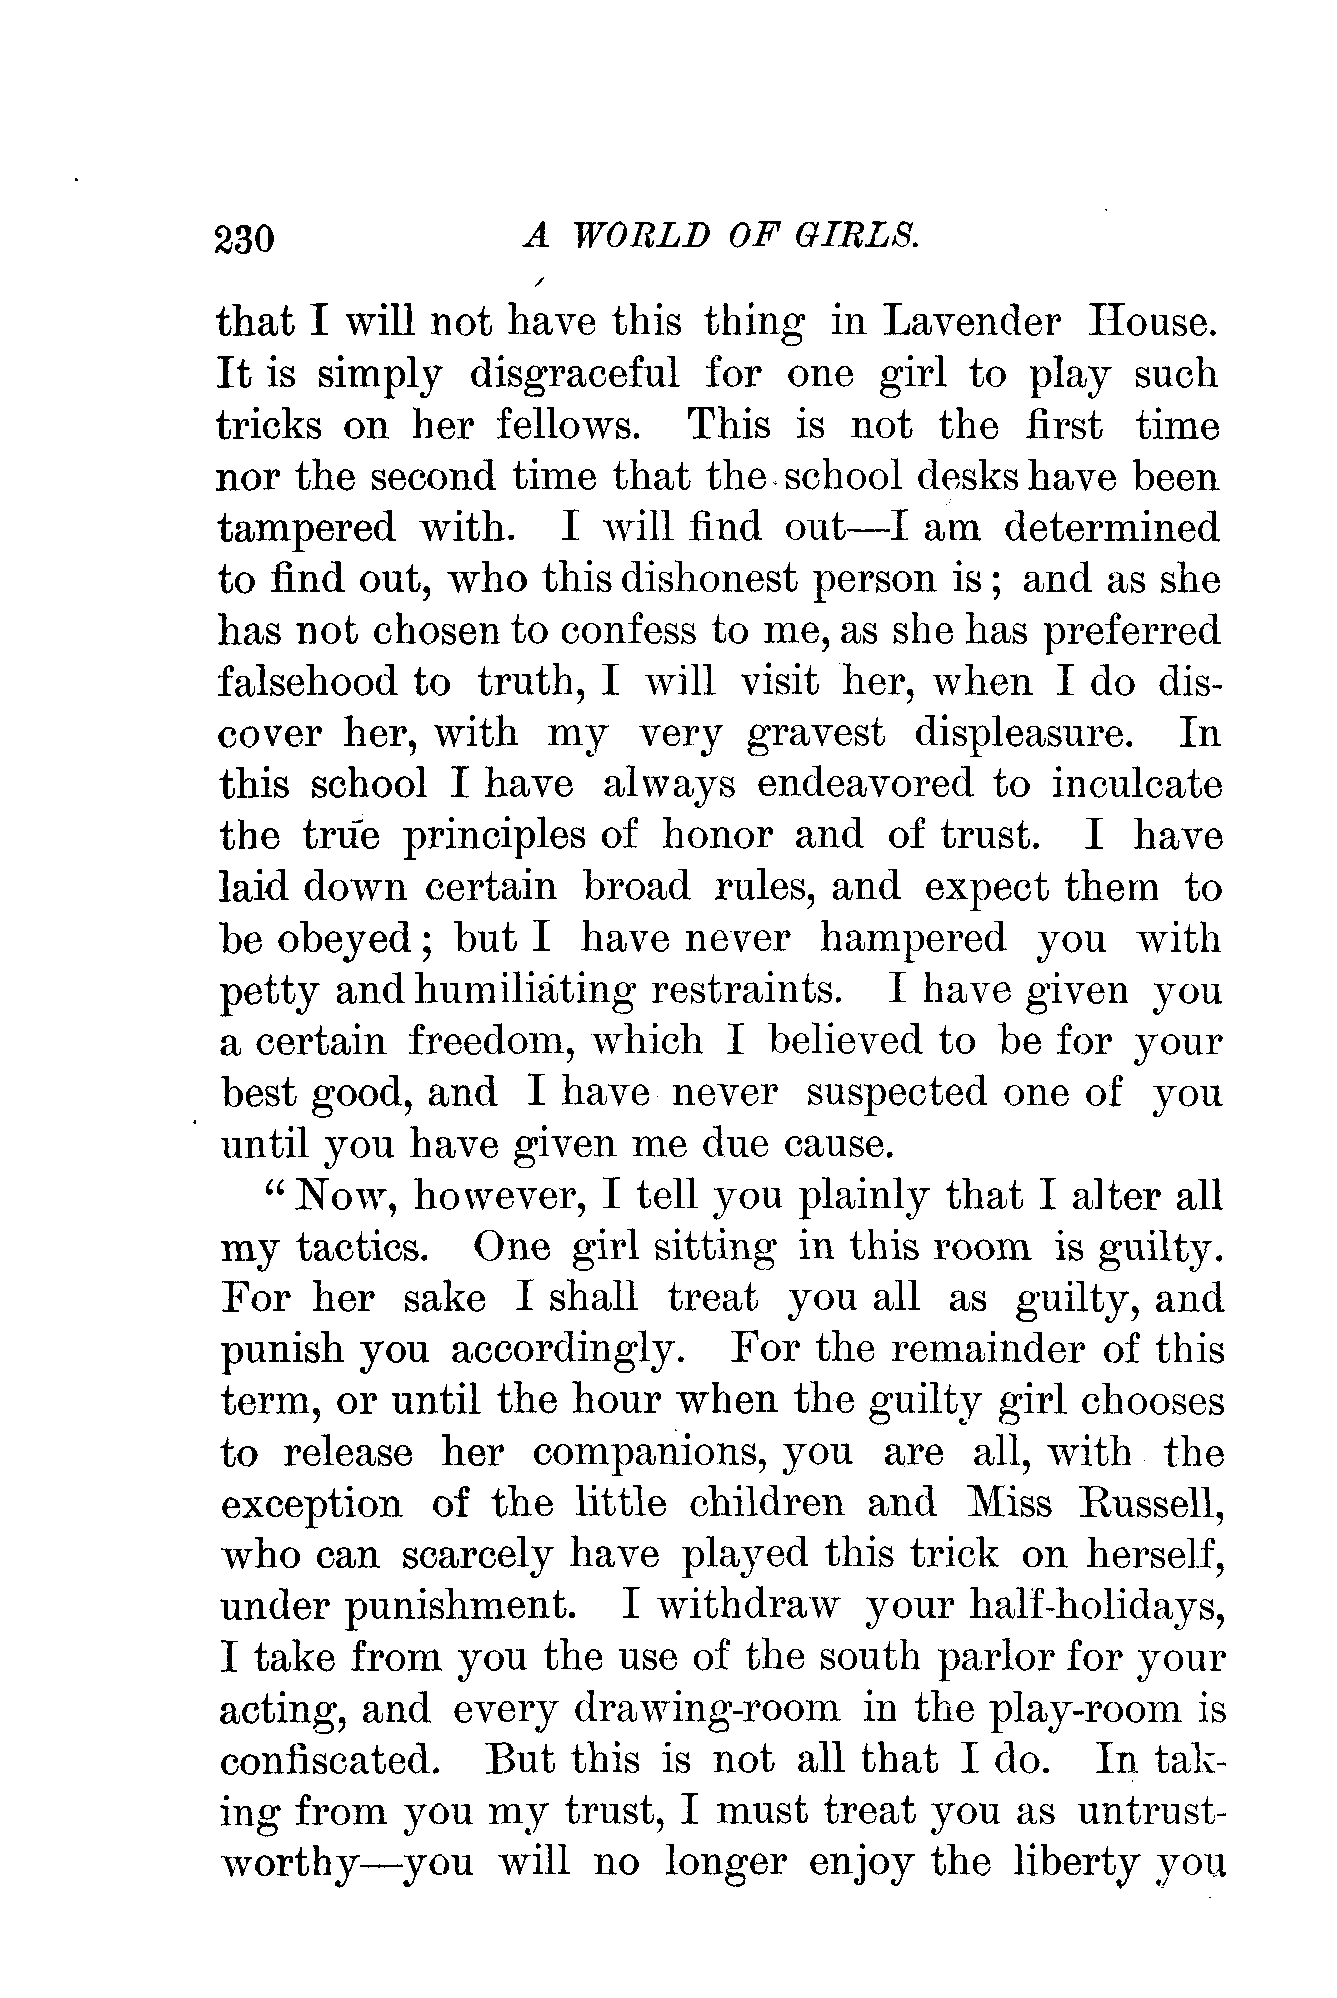 230 A WORLD OF GIRLS.
that I will not have this thing in Lavender House.
It is simply disgraceful for one girl to play such
tricks on her fellows. This is not the first time
nor the second time that the school desks have been
tampered with. I will find out—I am determined
to find out, who this dishonest person is; and as she
has not chosen to confess to me, as she has preferred
falsehood to truth, I will visit her, when I do dis-
cover her, with my very gravest displeasure. In
this school I have always endeavored to inculcate
the true principles of honor and of trust. I have
laid down certain broad rules, and expect them to
be obeyed; but I have never hampered you with
petty and humiliating restraints. I have given you
a certain freedom, which I believed to be for your
best good, and I have never suspected one of you
until you have given me due cause.
"Now, however, I tell you plainly that I alter all
my tactics. One girl sitting in this room is guilty.
For her sake I shall treat you all as guilty, and
punish you accordingly. For the remainder of this
term, or until the hour when the guilty girl chooses
to release her companions, you are all, with the
exception of the little children and Miss Russell,
who can scarcely have played this trick on herself,
under punishment. I withdraw your half-holidays,
I take from you the use of the south parlor for your
acting, and every drawing-room in the play-room is
confiscated. But this is not all that I do. In tak-
ing from you my trust, I must treat you as untrust-
worthy—you will no longer enjoy the liberty you